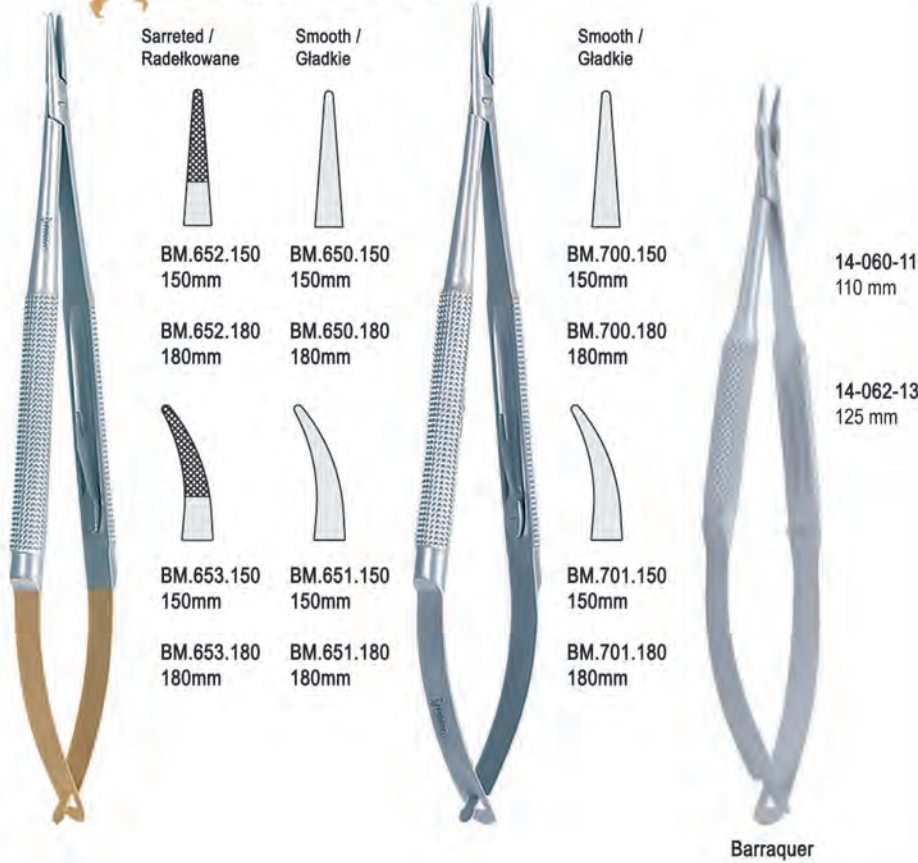 Sarreted /
Radełkowane
Smooth /
Gładkie
BM.652.150
150mm
BM.650.150
150mm
BM.652.180
180mm
BM.650.180
180mm
BM.653.150
150mm
BM.651.150
150mm
BM.653.180
180mm
BM.651.180
180mm
Smooth /
Gładkie
BM.700.150
150mm
BM.700.180
180mm
BM.701.150
150mm
BM.701.180
180mm
14-060-11
110 mm
14-062-13
125 mm
Barraquer